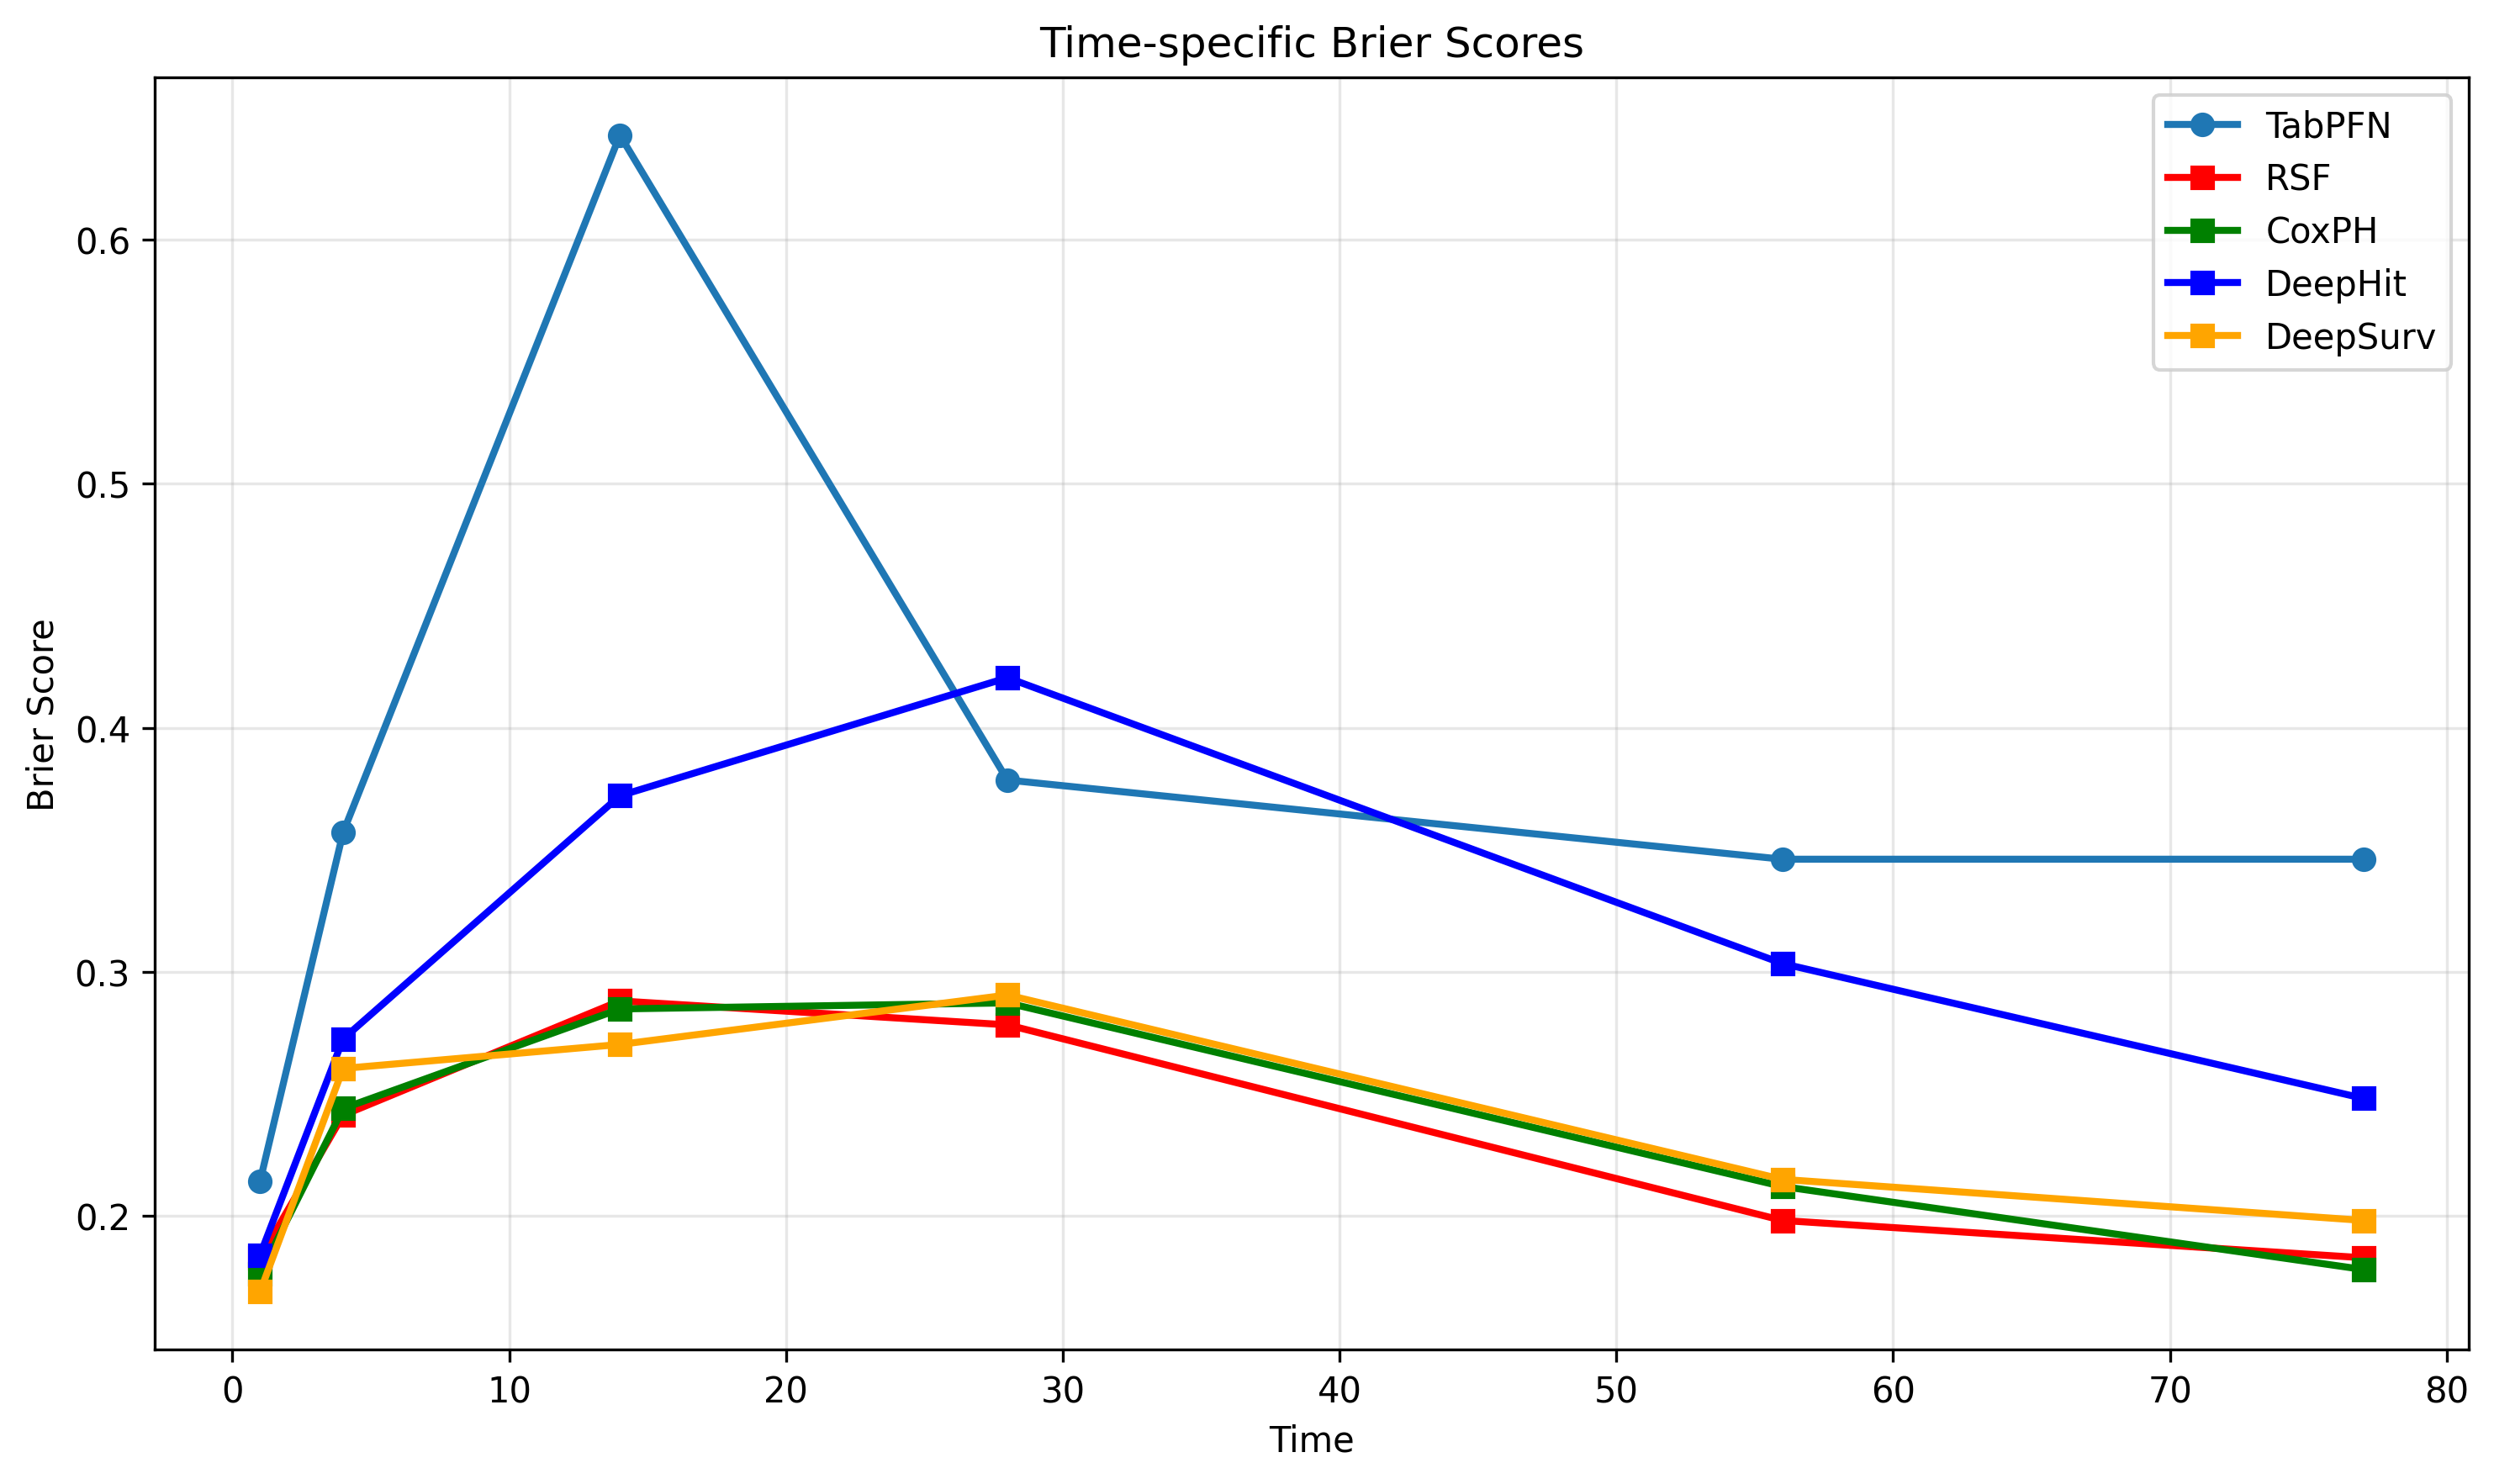 Time-specific Brier Scores
TabPFN
RSF
CoxPH
DeepHit
DeepSurv
Brier Score
0.6
0.5
0.4
0.3
0.2
0 10 20 30 40 50 60 70 80
Time